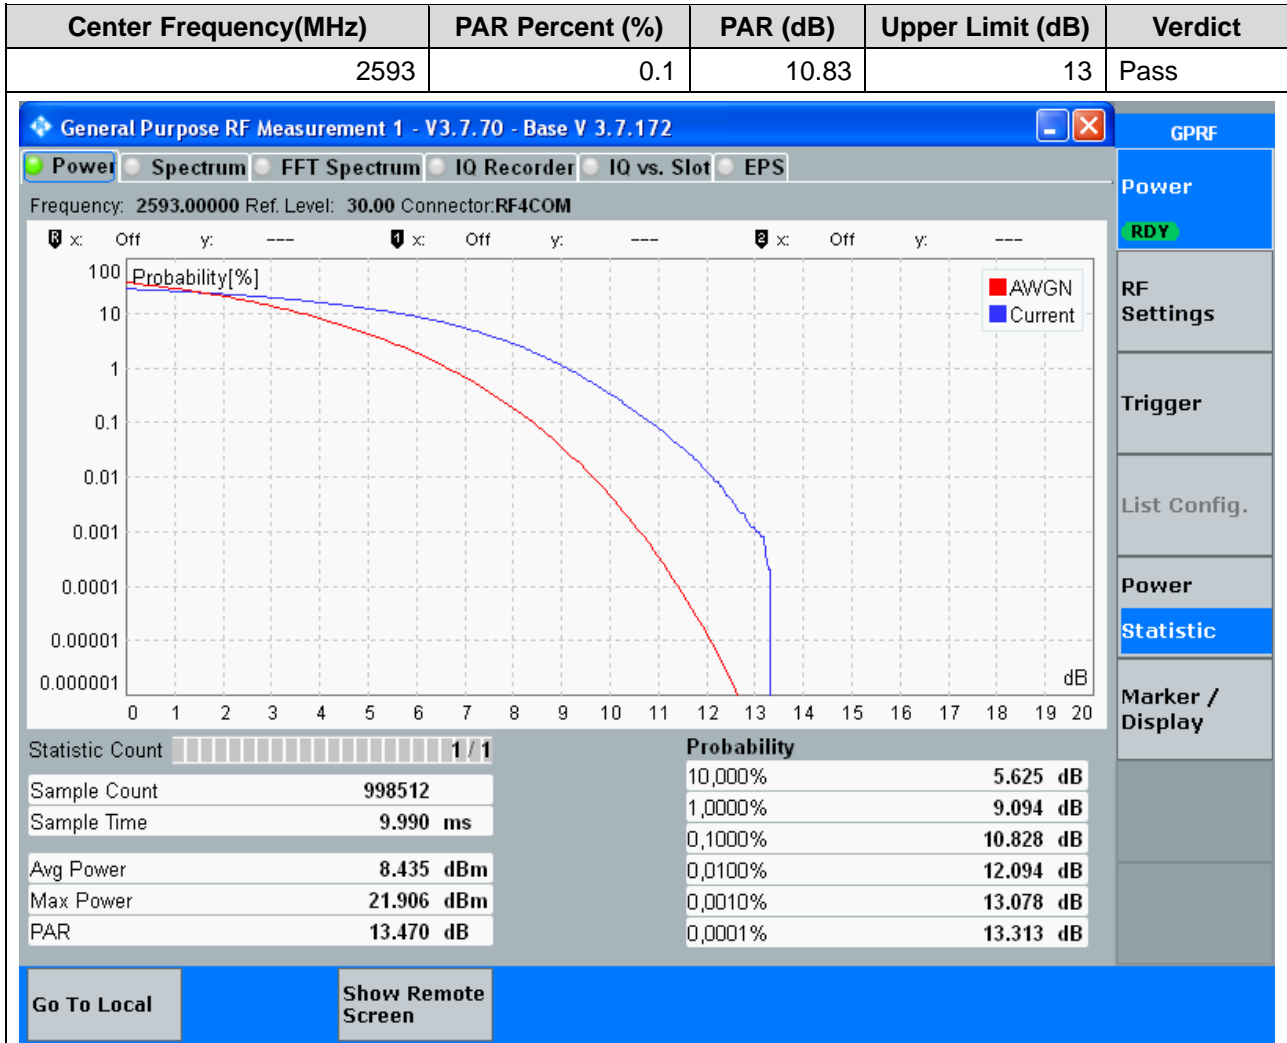 Center Frequency(MHz) PAR Percent (%) PAR (dB) Upper Limit (dB) Verdict
2593 0.1 10.83 13 Pass
General Purpose RF Measurement 1 - V3.7.70 - Base V 3.7.172
GPRF
Power Spectrum FFT Spectrum IQ Recorder IQ vs. Slot EPS
Power
RDY
Frequency: 2593.00000 Ref. Level: 30.00 Connector:RF4COM
R x: Off y: --- 1 x: Off y: --- 2 x: Off y: ---
Probability[%]
100
10
1
0.1
0.01
0.001
0.0001
0.00001
0.000001
AWGN
Current
dB
0 1 2 3 4 5 6 7 8 9 10 11 12 13 14 15 16 17 18 19 20
RF
Settings
Trigger
List Config.
Power
Statistic
Marker /
Display
Statistic Count 1 / 1
Sample Count 998512
Sample Time 9.990 ms
Avg Power 8.435 dBm
Max Power 21.906 dBm
PAR 13.470 dB
Probability
10,000% 5.625 dB
1,0000% 9.094 dB
0,1000% 10.828 dB
0,0100% 12.094 dB
0,0010% 13.078 dB
0,0001% 13.313 dB
Go To Local
Show Remote
Screen